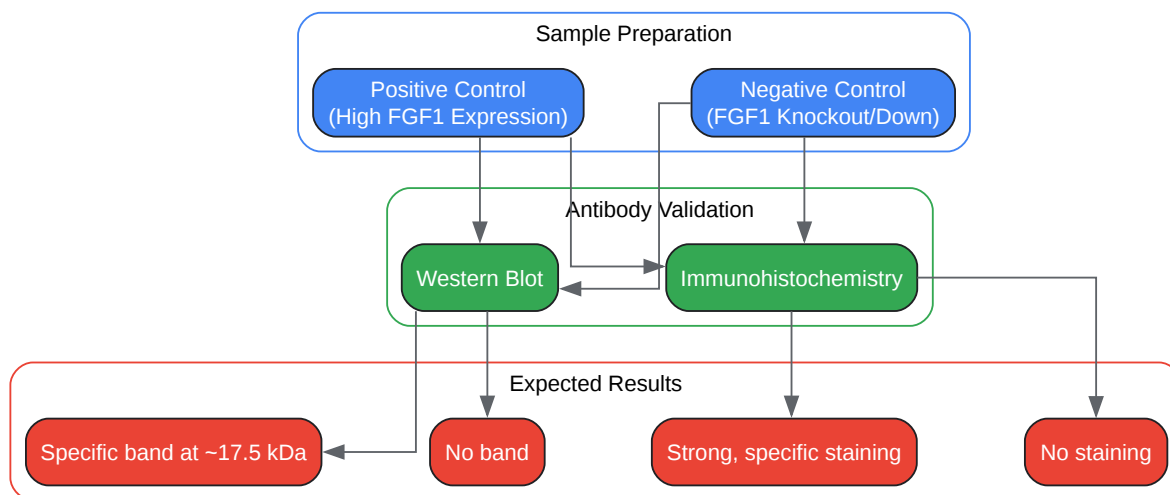 Sample Preparation
Positive Control
(High FGF1 Expression)
Negative Control
(FGF1 Knockout/Down)
Antibody Validation
Western Blot
Immunohistochemistry
Expected Results
Specific band at ~17.5 kDa
No band
Strong, specific staining
No staining